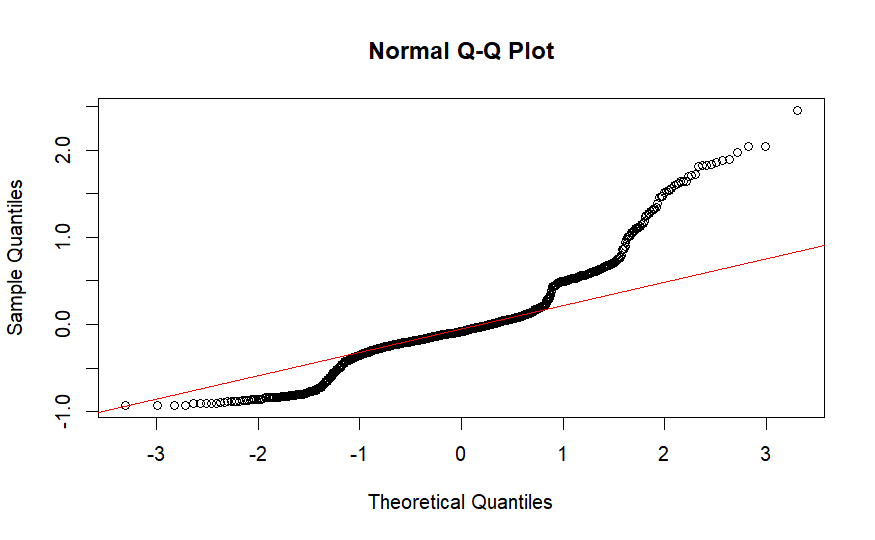 Normal Q-Q Plot
Sample Quantiles
2.0
1.0
0.0
-1.0
-3 -2 -1 0 1 2 3
Theoretical Quantiles